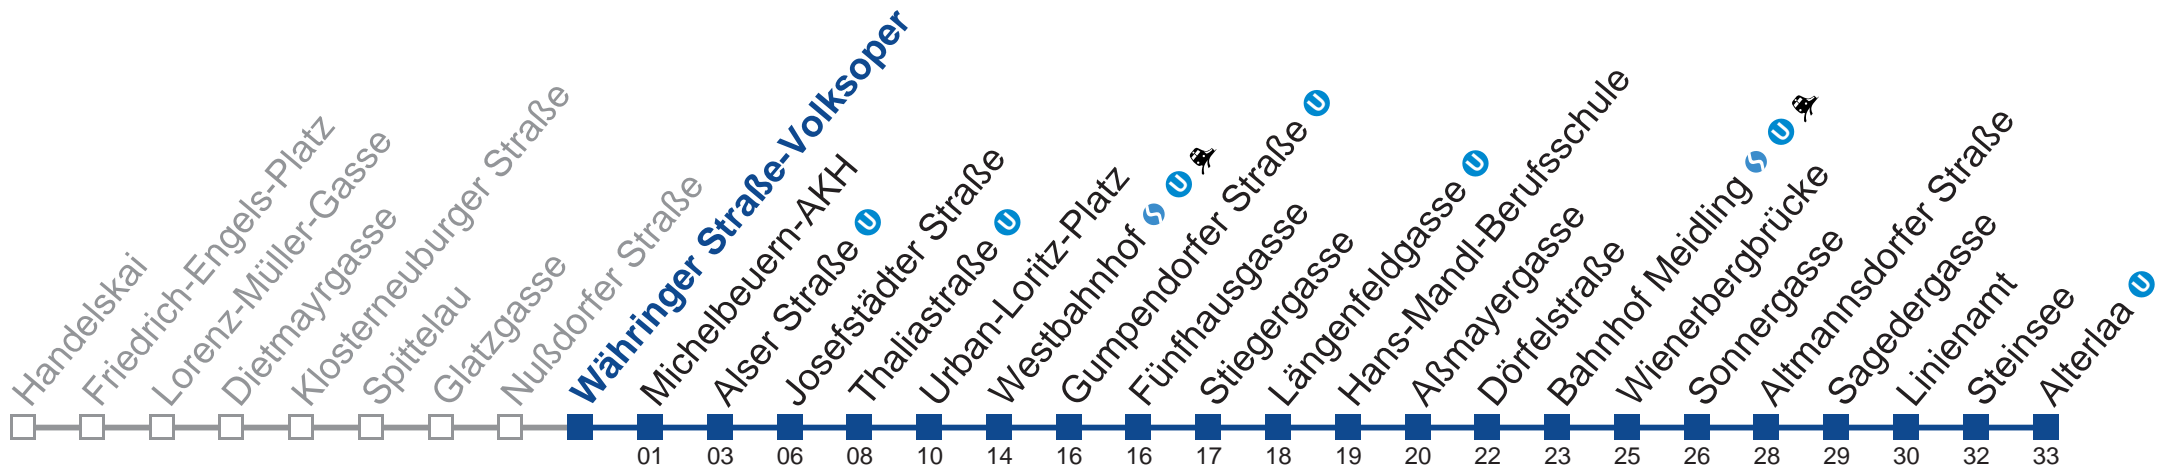 Handelskai
Friedrich-Engels-Platz
Lorenz-Müller-Gasse
Dietmayrgasse
Klosterneuburger Straße
Spittelau
Glatzgasse
Nußdorfer Straße
Währinger Straße-Volksoper
Michelbeuern-AKH
Alser Straße U
Josefstädter Straße
Thaliastraße U
Urban-Loritz-Platz
Westbahnhof S U
Gumpendorfer Straße U
Fünfhausgasse
Stiegergasse
Längenfeldgasse U
Hans-Mandl-Berufsschule
Aßmayergasse
Dörfelstraße
Bahnhof Meidling S U
Wienerbergbrücke
Sonnergasse
Altmannsdorfer Straße
Sagedergasse
Linienamt
Steinsee
Alterlaa U
01 03 06 08 10 14 16 16 17 18 19 20 22 23 25 26 28 29 30 32 33